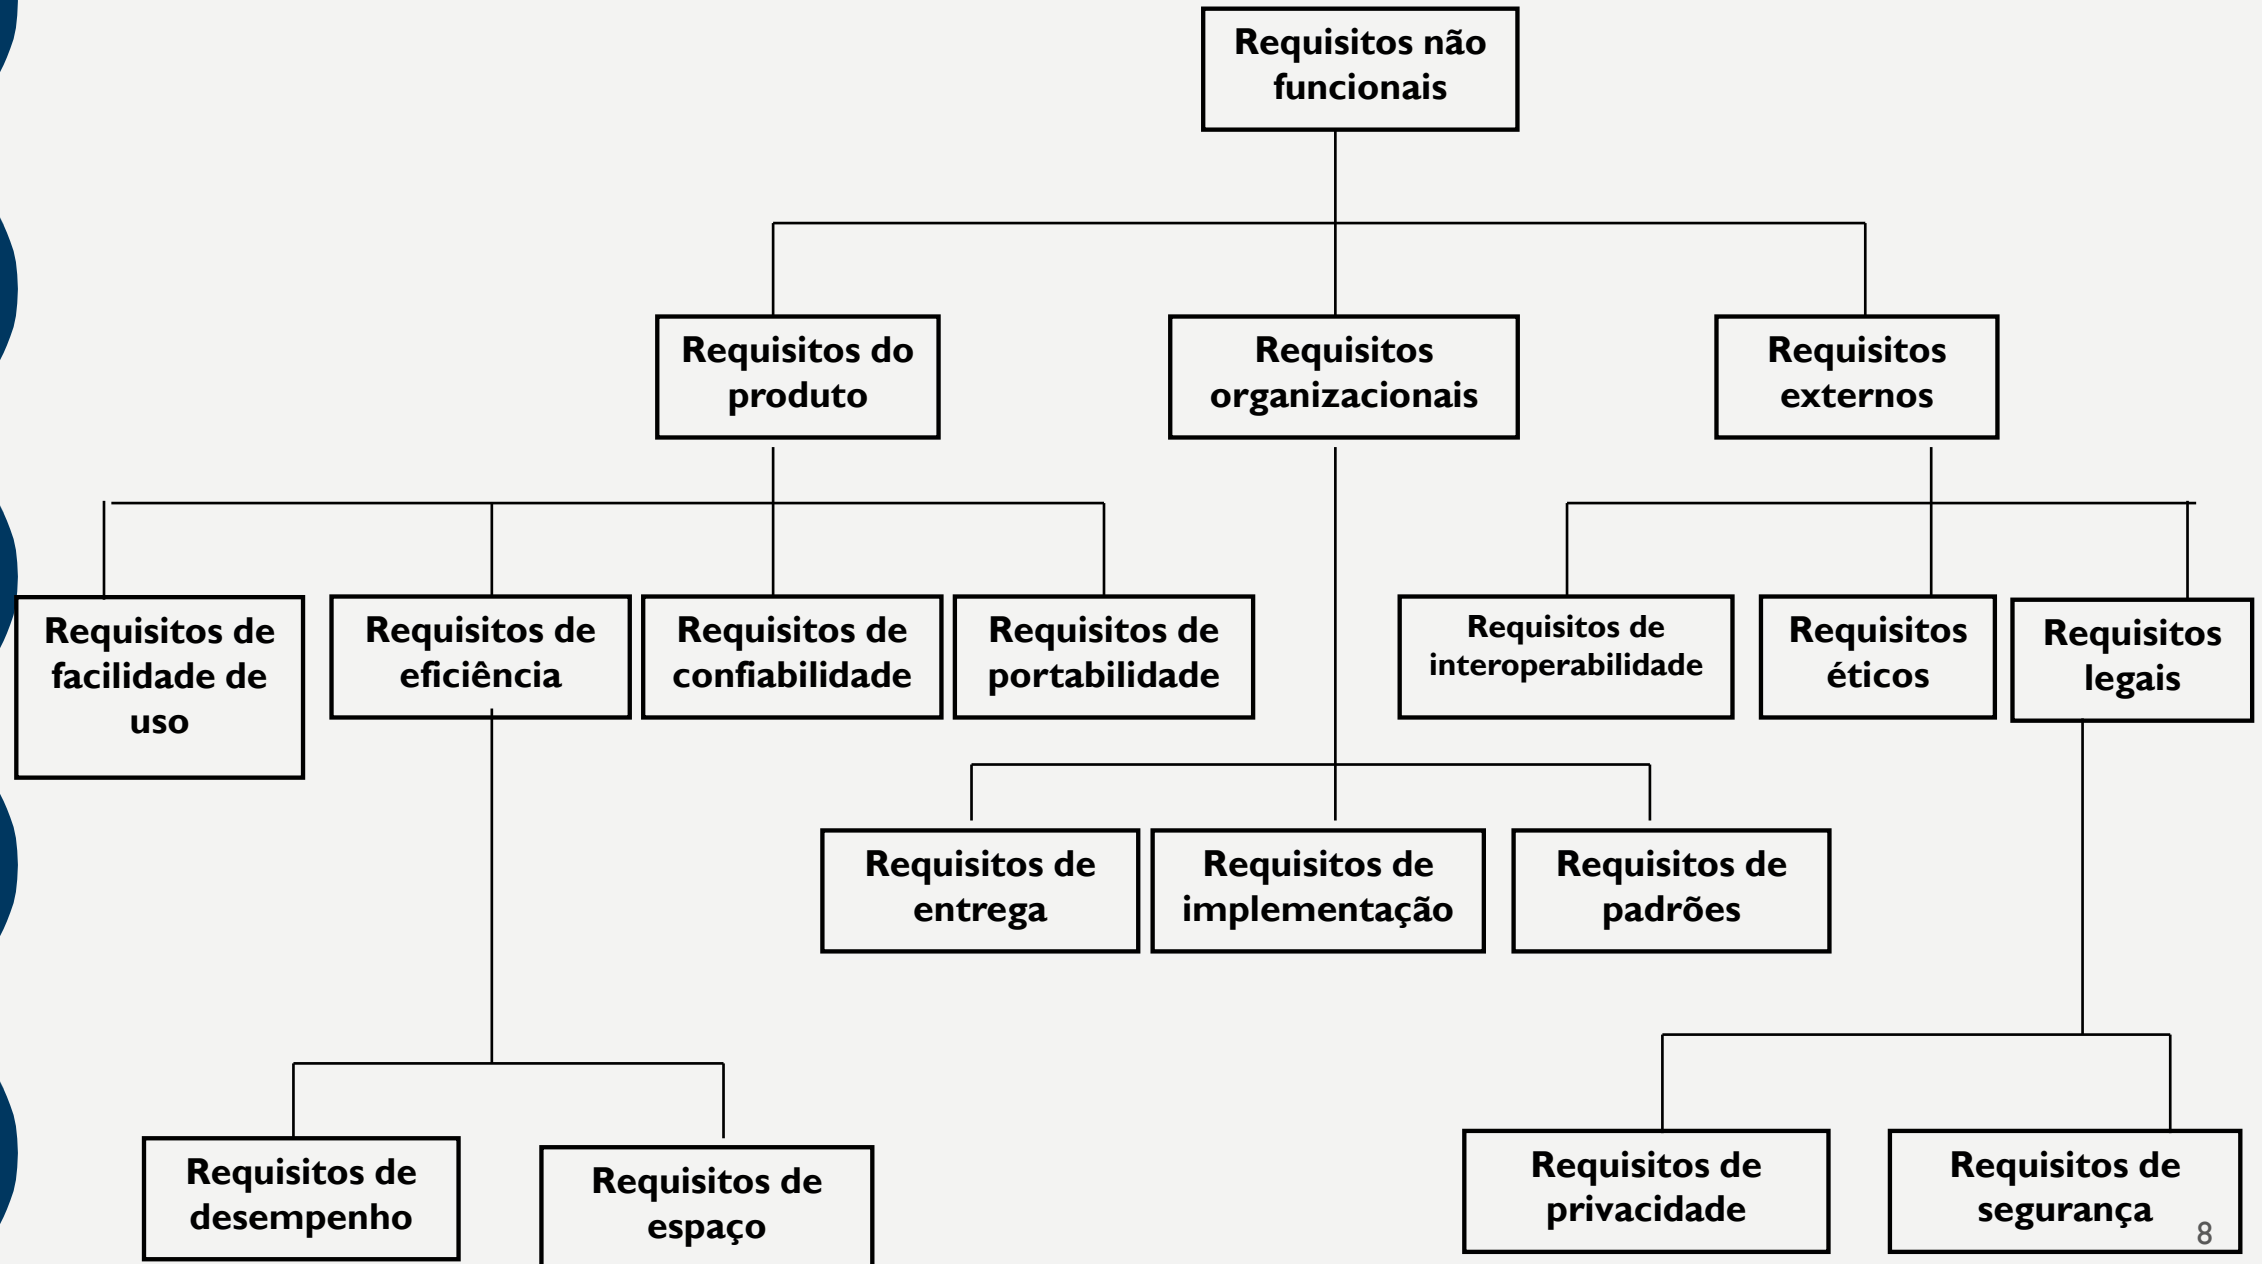 Requisitos não
funcionais
Requisitos do
produto
Requisitos
organizacionais
Requisitos
externos
Requisitos de
facilidade de
uso
Requisitos de
eficiência
Requisitos de
confiabilidade
Requisitos de
portabilidade
Requisitos de
interoperabilidade
Requisitos
éticos
Requisitos
legais
Requisitos de
entrega
Requisitos de
implementação
Requisitos de
padrões
Requisitos de
desempenho
Requisitos de
espaço
Requisitos de
privacidade
Requisitos de
segurança
8